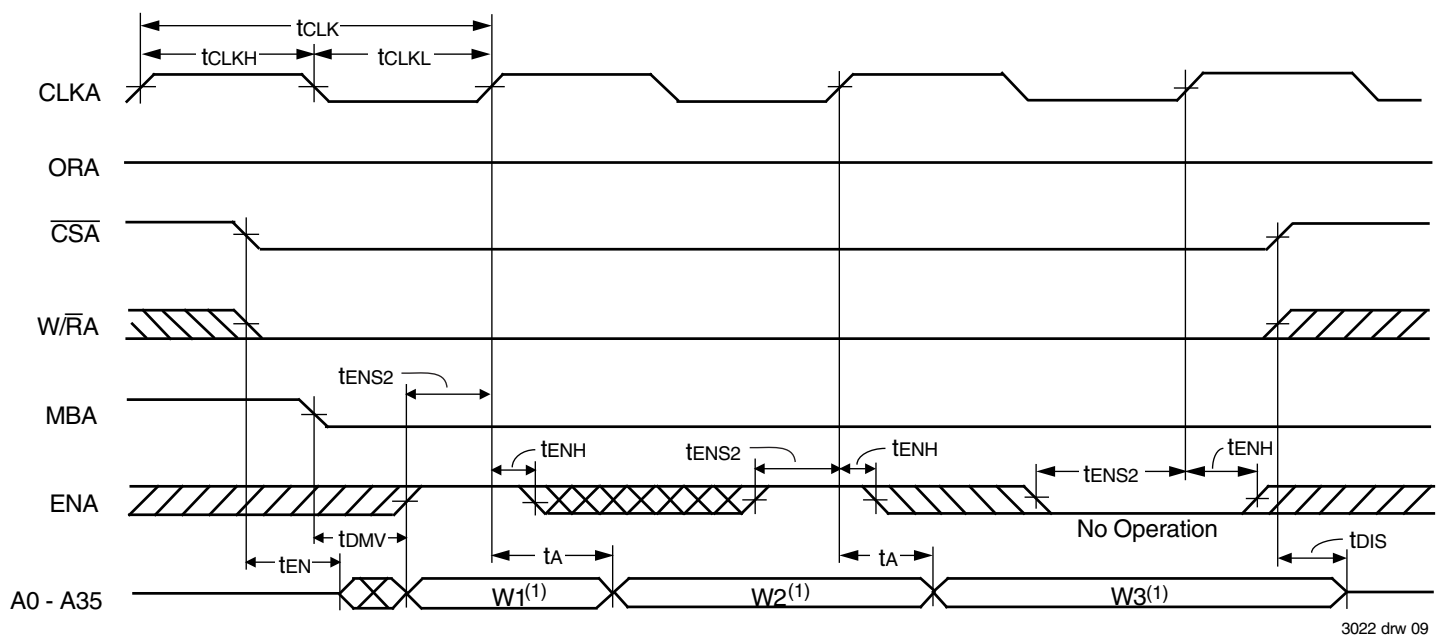 tCLK
tCLKH
tCLKL
CLKA
ORA
CSA
W/RA
tENS2
MBA
tENH
tENS2
tENH
tENS2
tENH
ENA
No Operation
tDMV
tEN
tA
tA
tDIS
A0 - A35
W1(1)
W2(1)
W3(1)
3022 drw 09